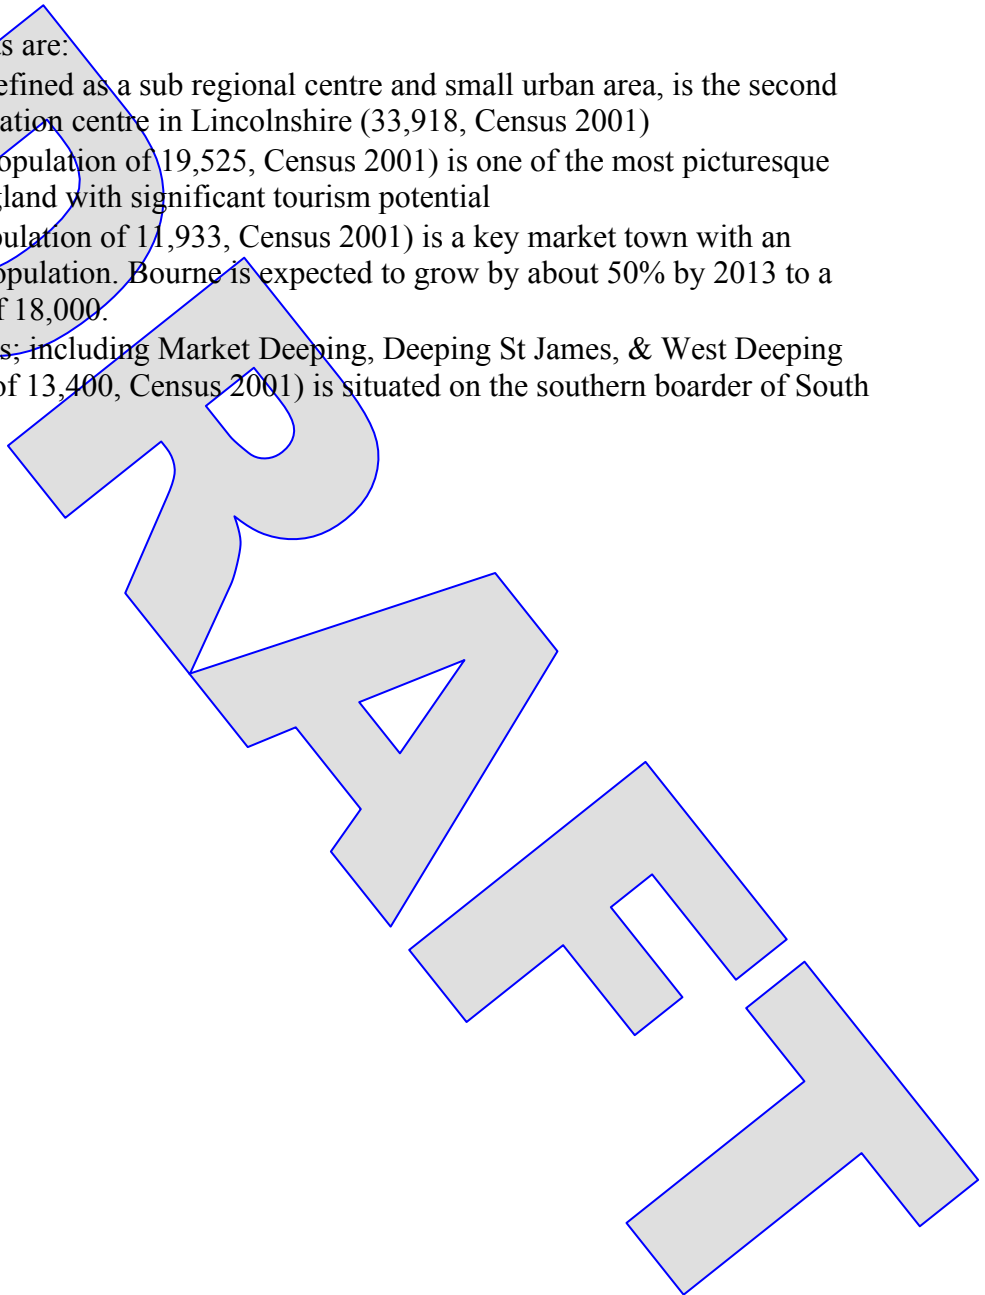 s are:
efined as a sub regional centre and small urban area, is the second
ation centre in Lincolnshire (33,918, Census 2001)
opulation of 19,525, Census 2001) is one of the most picturesque
gland with significant tourism potential
pulation of 11,933, Census 2001) is a key market town with an
opulation. Bourne is expected to grow by about 50% by 2013 to a
f 18,000.
s; including Market Deeping, Deeping St James, & West Deeping
of 13,400, Census 2001) is situated on the southern boarder of South
DRAFT